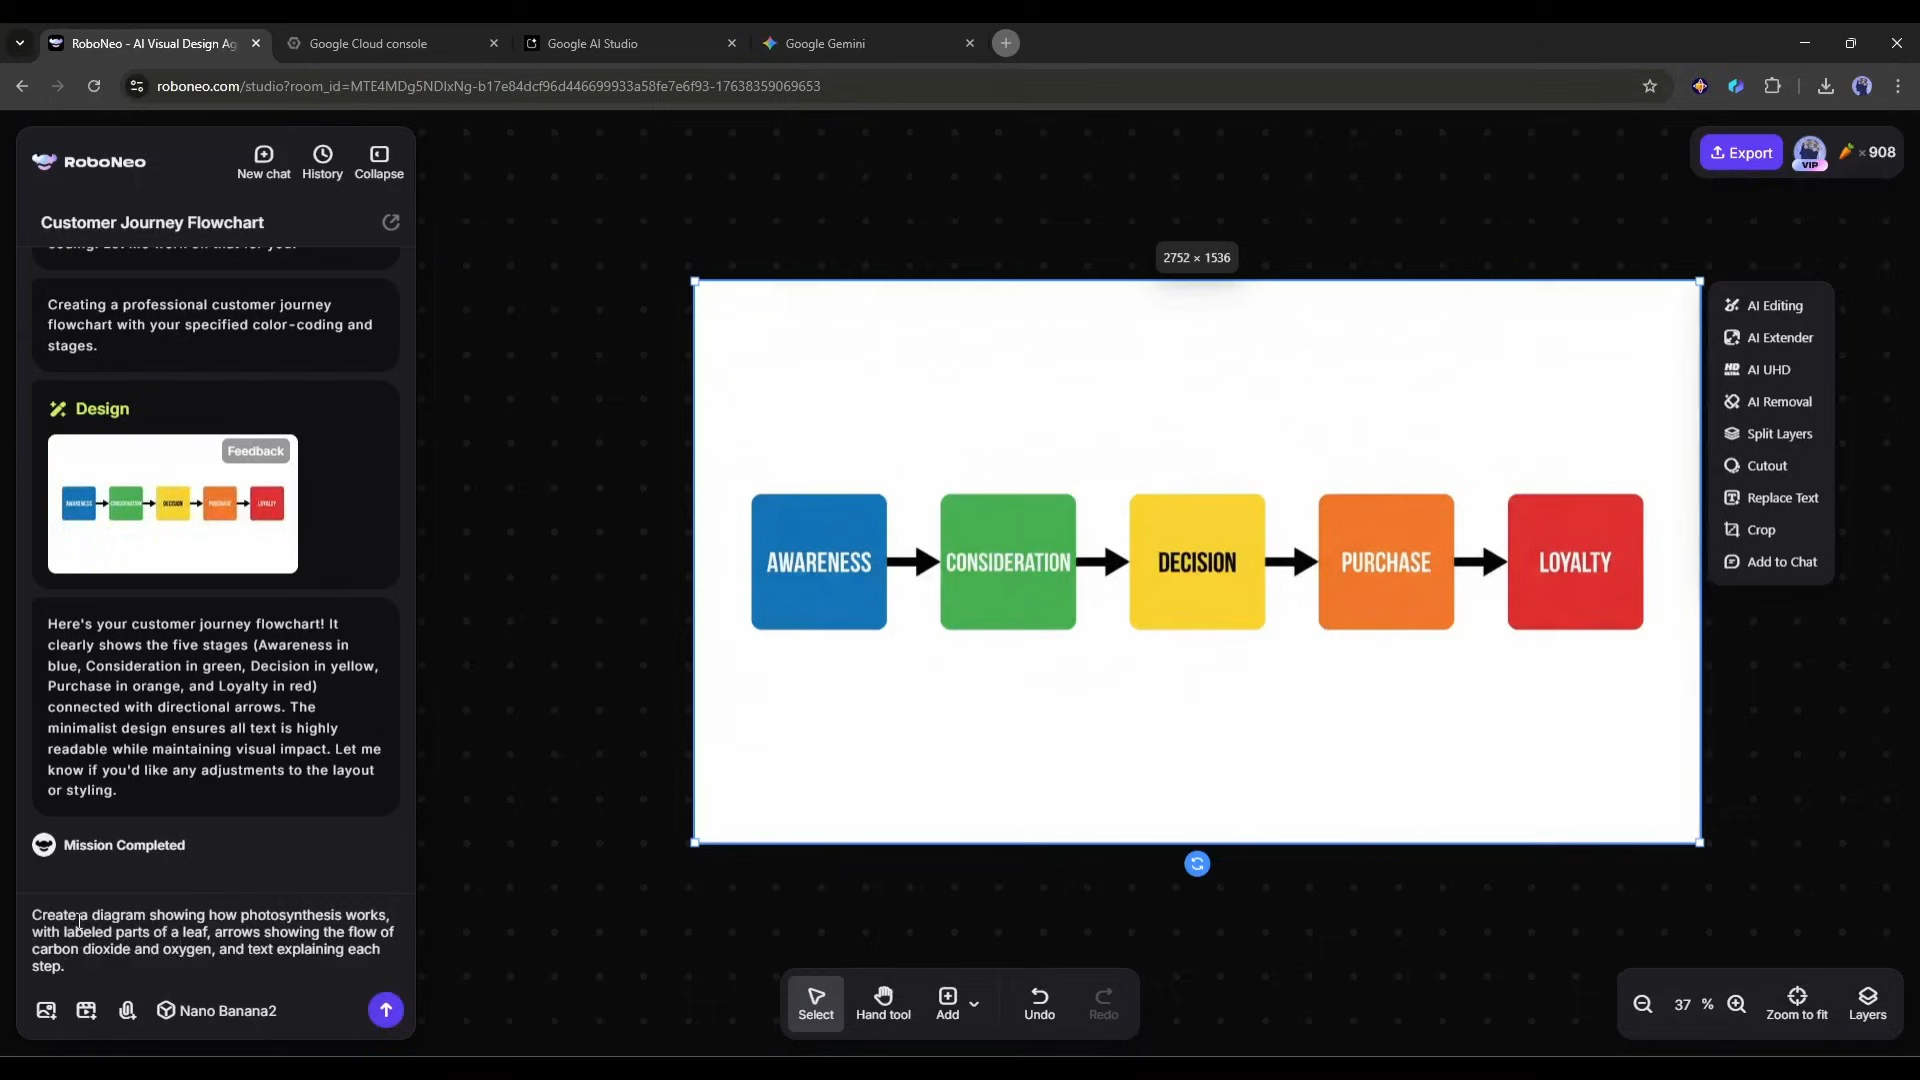 RoboNeo - AI Visual Design Ag
Google Cloud console
Google AI Studio
Google Gemini
roboneo.com/studio?room_id=MTE4MDg5NDIxNg-b17e84dcf96d446699933a58fe7e6f93-17638359069653
RoboNeo
New chat
History
Collapse
Customer Journey Flowchart
Creating a professional customer journey
flowchart with your specified color-coding and
stages.
Design
Feedback
AWARENESS
CONSIDERATION
DECISION
PURCHASE
LOYALTY
Here's your customer journey flowchart! It
clearly shows the five stages (Awareness in
blue, Consideration in green, Decision in yellow,
Purchase in orange, and Loyalty in red)
connected with directional arrows. The
minimalist design ensures all text is highly
readable while maintaining visual impact. Let me
know if you'd like any adjustments to the layout
or styling.
Mission Completed
Create a diagram showing how photosynthesis works,
with labeled parts of a leaf, arrows showing the flow of
carbon dioxide and oxygen, and text explaining each
step.
Nano Banana2
2752 × 1536
AWARENESS
CONSIDERATION
DECISION
PURCHASE
LOYALTY
Export
VIP
× 908
AI Editing
AI Extender
HD AI UHD
AI Removal
Split Layers
Cutout
Replace Text
Crop
Add to Chat
Select
Hand tool
Add
Undo
Redo
37 %
Zoom to fit
Layers